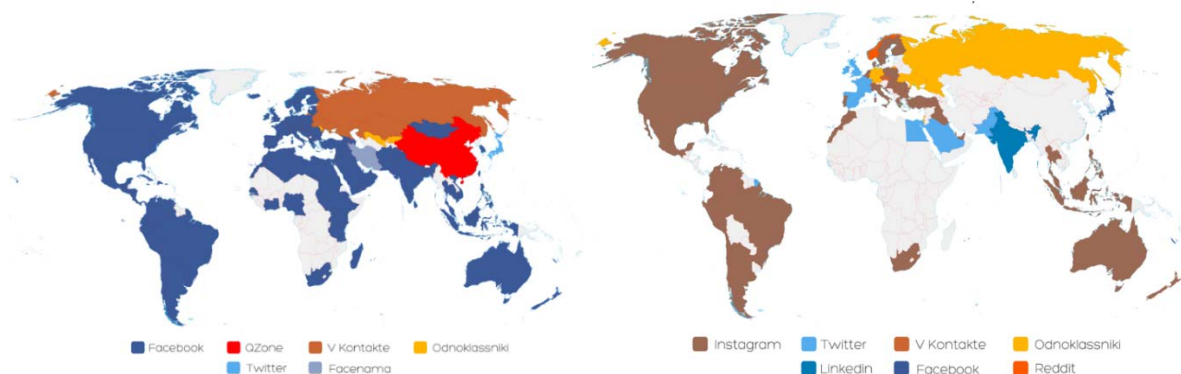 Facebook QZone V Kontakte Odnoklassniki
Twitter Facenama
Instagram Twitter V Kontakte Odnoklassniki
Linkedin Facebook Reddit